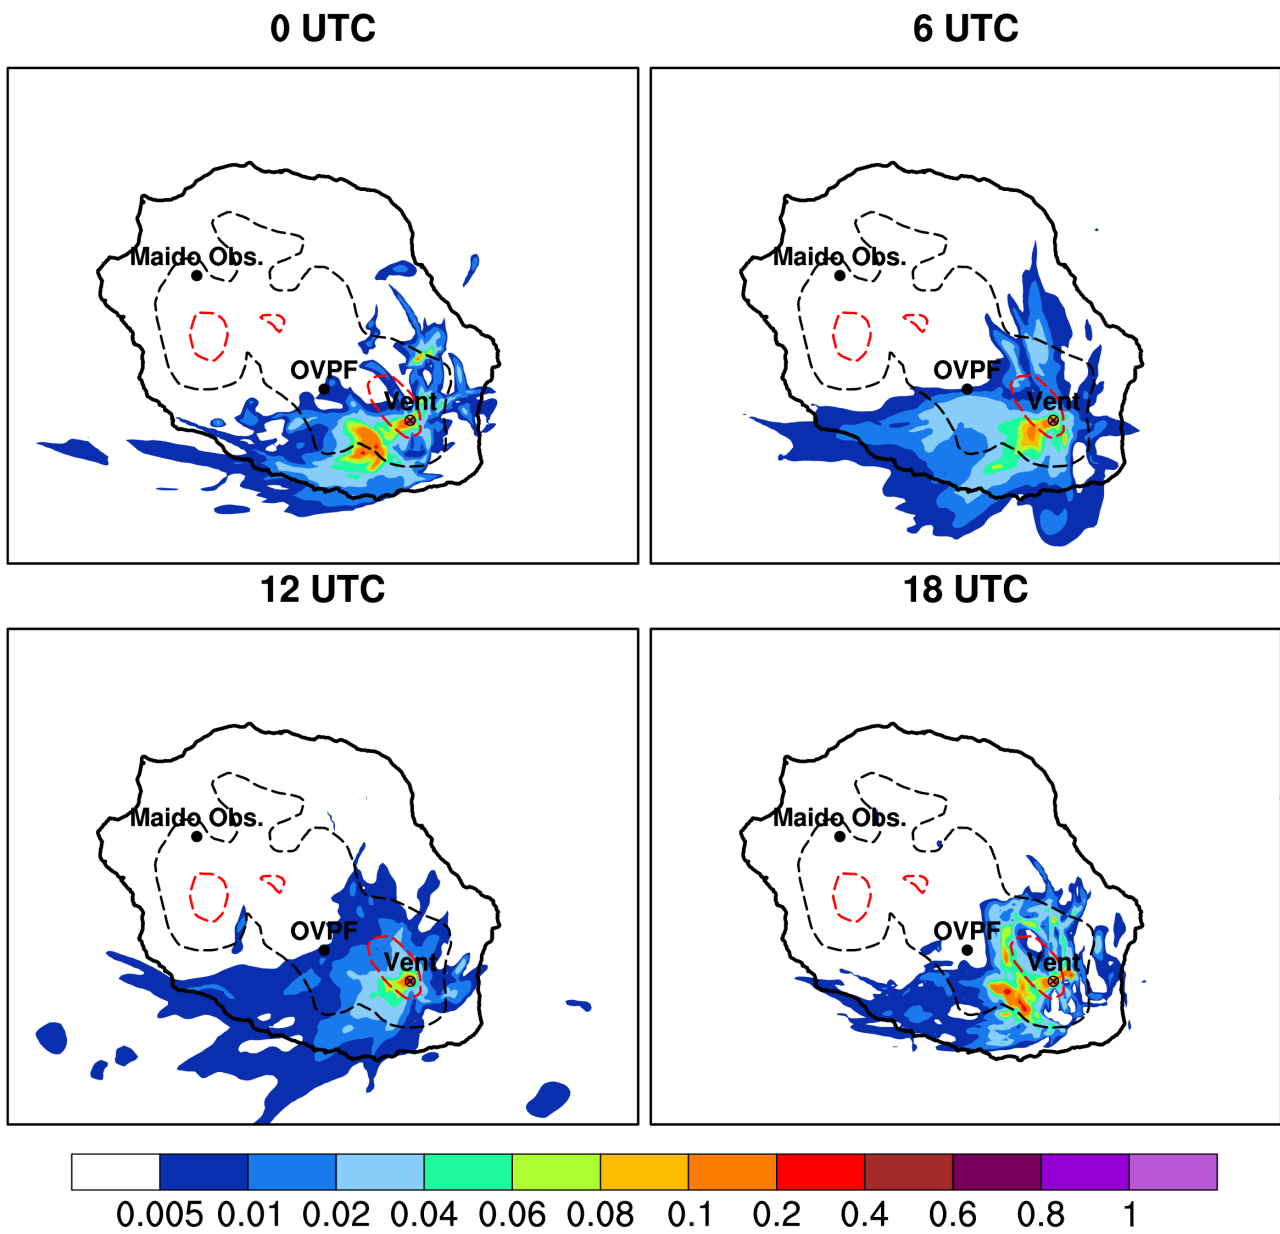 0 UTC
6 UTC
Maido Obs.
OVPF
Vent
Maido Obs.
OVPF
Vent
12 UTC
18 UTC
Maido Obs.
OVPF
Vent
Maido Obs.
OVPF
Vent
0.005 0.01 0.02 0.04 0.06 0.08 0.1 0.2 0.4 0.6 0.8 1